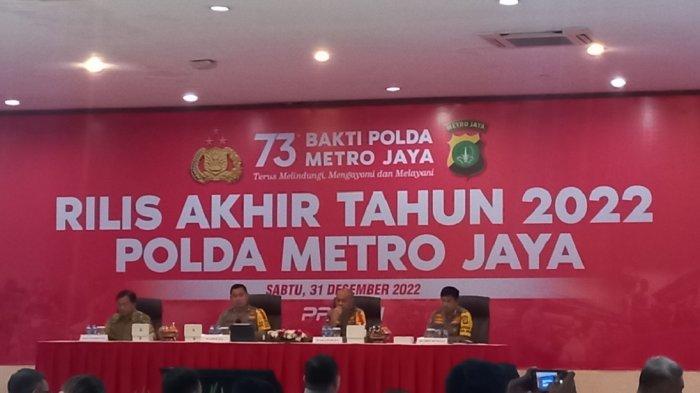 73 BAKTI POLDA
METRO JAYA
Terus Melindungi, Mengayomi dan Melayani
METRO JAYA
RILIS AKHIR TAHUN 2022
POLDA METRO JAYA
SABTU, 31 DESEMBER 2022